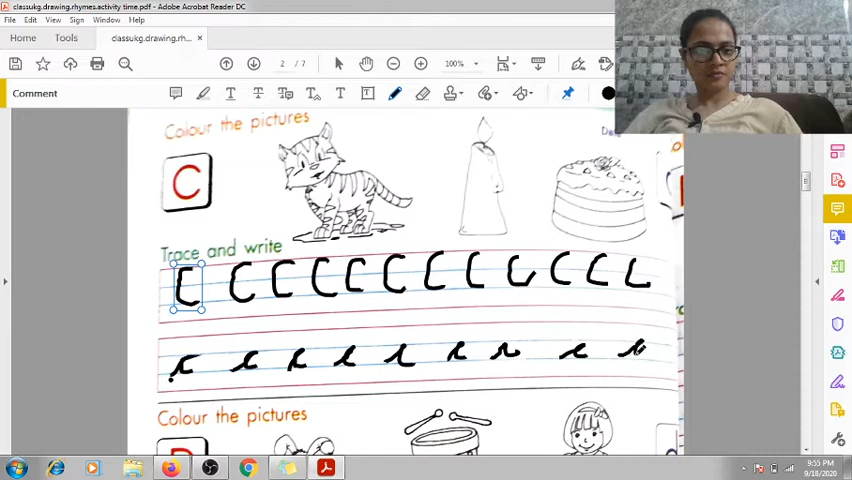 classukg.drawing.rhymes.activity time.pdf - Adobe Acrobat Reader DC
File Edit View Sign Window Help
Home Tools classukg.drawing.rh... ×
2 / 7 100%
Comment
Colour the pictures
C
Trace and write
C C C C C C C C C C C C
c c c c c c c c c
Colour the pictures
D
9:55 PM
9/18/2020